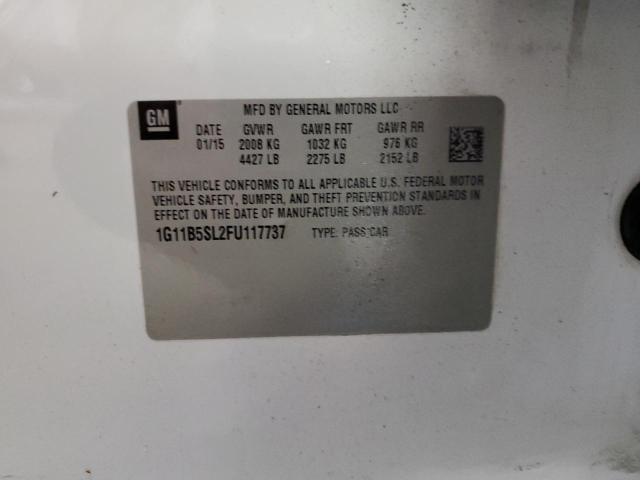 GM
MFD BY GENERAL MOTORS LLC
DATE GVWR GAWR FRT GAWR RR
01/15 2008 KG 1032 KG 976 KG
4427 LB 2275 LB 2152 LB
THIS VEHICLE CONFORMS TO ALL APPLICABLE U.S. FEDERAL MOTOR
VEHICLE SAFETY, BUMPER, AND THEFT PREVENTION STANDARDS IN
EFFECT ON THE DATE OF MANUFACTURE SHOWN ABOVE.
1G11B5SL2FU117737 TYPE: PASS CAR